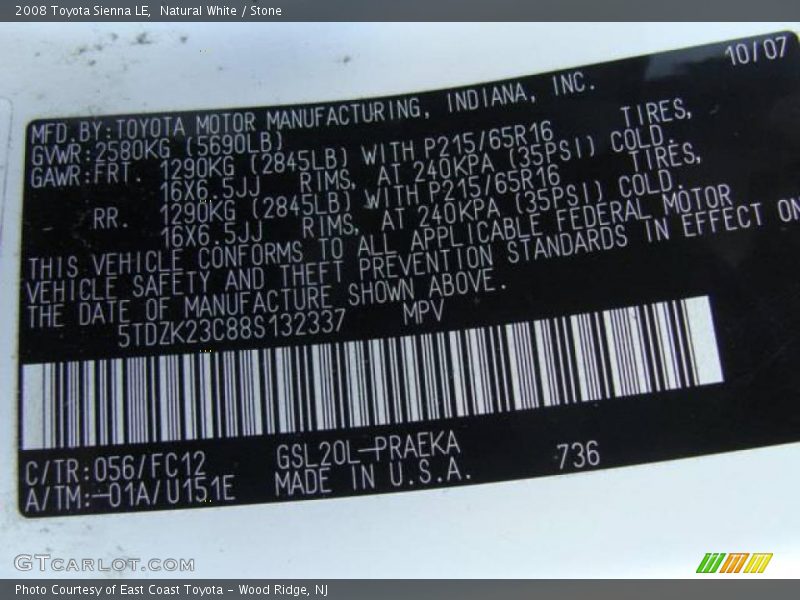 2008 Toyota Sienna LE, Natural White / Stone
10/07
MFD. BY: TOYOTA MOTOR MANUFACTURING, INDIANA, INC.
GVWR: 2580KG (5690LB)
GAWR: FRT. 1290KG (2845LB) WITH P215/65R16 TIRES,
16X6.5JJ RIMS, AT 240KPA (35PSI) COLD.
RR. 1290KG (2845LB) WITH P215/65R16 TIRES,
16X6.5JJ RIMS, AT 240KPA (35PSI) COLD.
THIS VEHICLE CONFORMS TO ALL APPLICABLE FEDERAL MOTOR
VEHICLE SAFETY AND THEFT PREVENTION STANDARDS IN EFFECT ON
THE DATE OF MANUFACTURE SHOWN ABOVE.
5TDZK23C88S132337 MPV
C/TR: 056/FC12 GSL20L-PRAEKA 736
A/TM: -01A/U151E MADE IN U.S.A.
GTCARLOT.COM
Photo Courtesy of East Coast Toyota - Wood Ridge, NJ